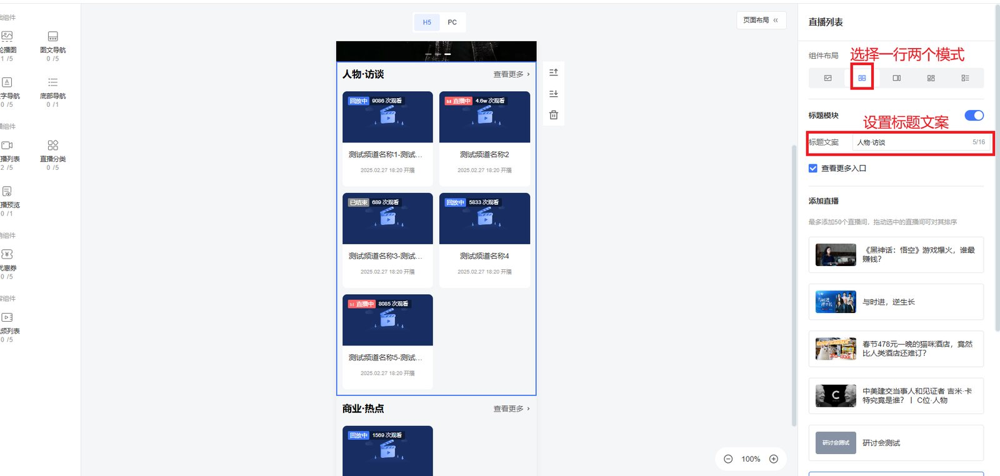 H5
PC
页面布局
组件
轮播图
1 /5
图文导航
0 /5
文字导航
0 /5
底部导航
0 /1
组件
直播列表
2 /5
直播分类
0 /5
直播预览
0 /1
组件
优惠券
0 /5
组件
视频列表
0 /5
人物·访谈
查看更多
回放中 9086 次观看
直播中 4.6w 次观看
测试频道名称1-测试...
测试频道名称2
2025.02.27 18:20 开播
2025.02.27 18:20 开播
已结束 689 次观看
回放中 5833 次观看
测试频道名称3-测试...
测试频道名称4
2025.02.27 18:20 开播
2025.02.27 18:20 开播
直播中 8085 次观看
测试频道名称5-测试...
2025.02.27 18:20 开播
商业·热点
查看更多
回放中 1569 次观看
100%
直播列表
组件布局
选择一行两个模式
标题模块
设置标题文案
标题文案
人物·访谈
5/16
查看更多入口
添加直播
最多添加50个直播间，拖动选中的直播间可对其排序
《黑神话：悟空》游戏爆火，谁最
赚钱？
与时进，逆生长
春节478元一晚的猫咪酒店，竟然
比人类酒店还难订？
中美建交当事人和见证者 吉米·卡
特究竟是谁？丨 C位·人物
研讨会测试
研讨会测试